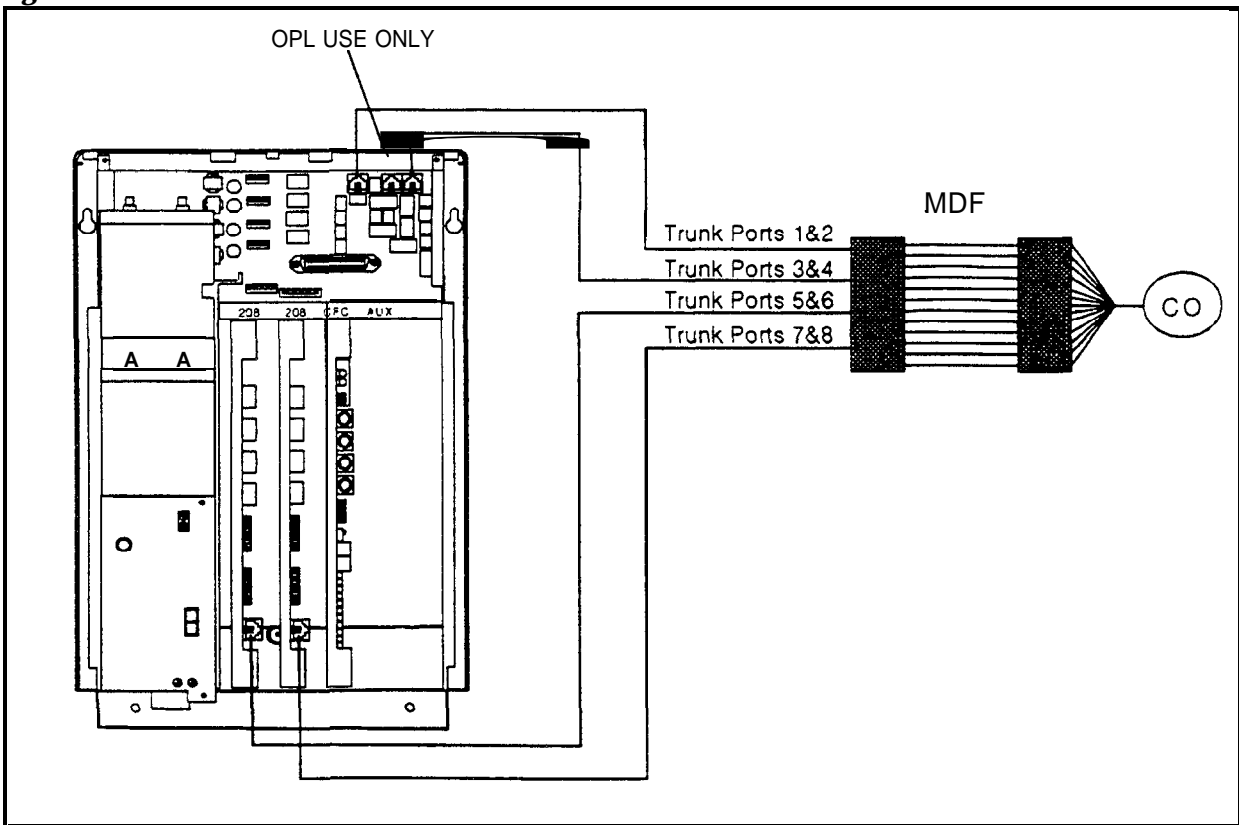 OPL USE ONLY
MDF
Trunk Ports 1&2
Trunk Ports 3&4
Trunk Ports 5&6
Trunk Ports 7&8
CO
208 208 CPC AUX
A A